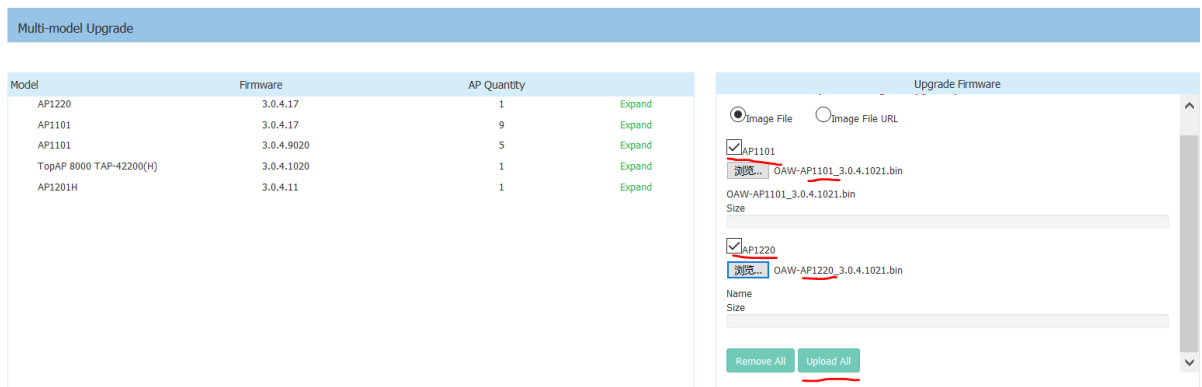 Multi-model Upgrade
Model Firmware AP Quantity
AP1220 3.0.4.17 1 Expand
AP1101 3.0.4.17 9 Expand
AP1101 3.0.4.9020 5 Expand
TopAP 8000 TAP-42200(H) 3.0.4.1020 1 Expand
AP1201H 3.0.4.11 1 Expand
Upgrade Firmware
Image File Image File URL
AP1101
浏览... OAW-AP1101_3.0.4.1021.bin
OAW-AP1101_3.0.4.1021.bin
Size
AP1220
浏览... OAW-AP1220_3.0.4.1021.bin
Name
Size
Remove All Upload All